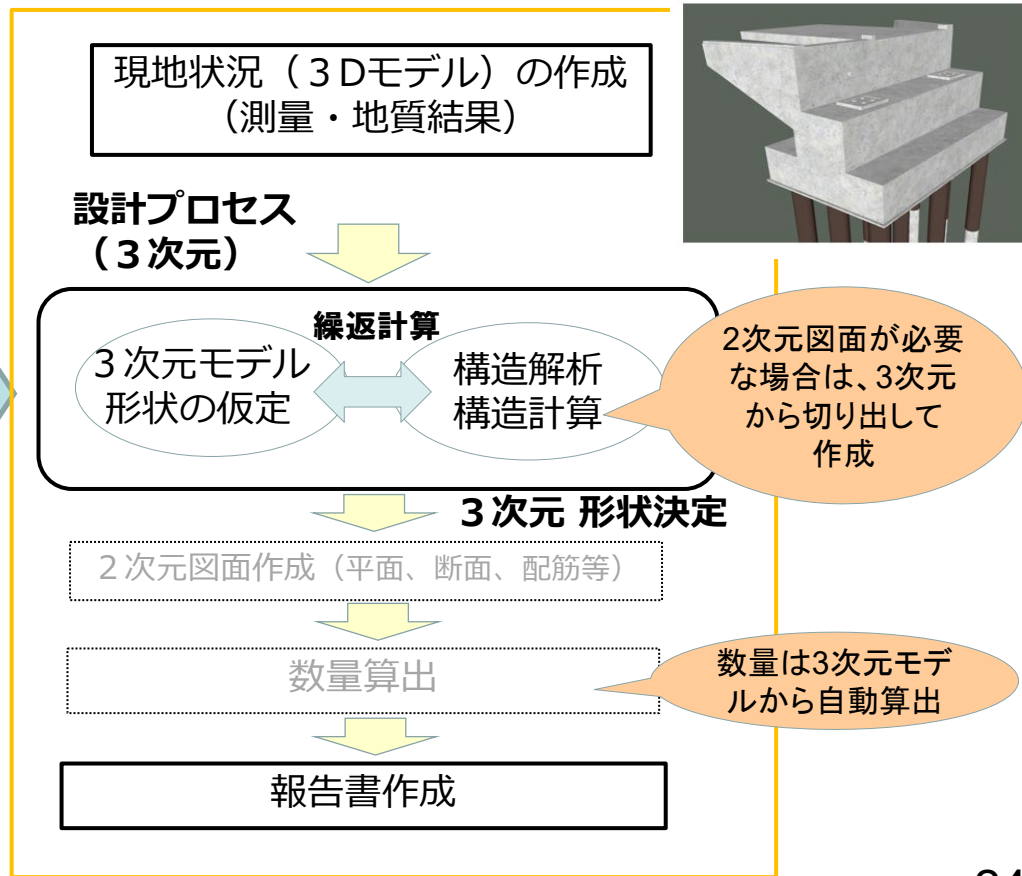 現地状況（３Dモデル）の作成
（測量・地質結果）
設計プロセス
（３次元）
繰返計算
３次元モデル
形状の仮定
構造解析
構造計算
2次元図面が必要
な場合は、3次元
から切り出して
作成
３次元 形状決定
２次元図面作成（平面、断面、配筋等）
数量算出
数量は3次元モデ
ルから自動算出
報告書作成